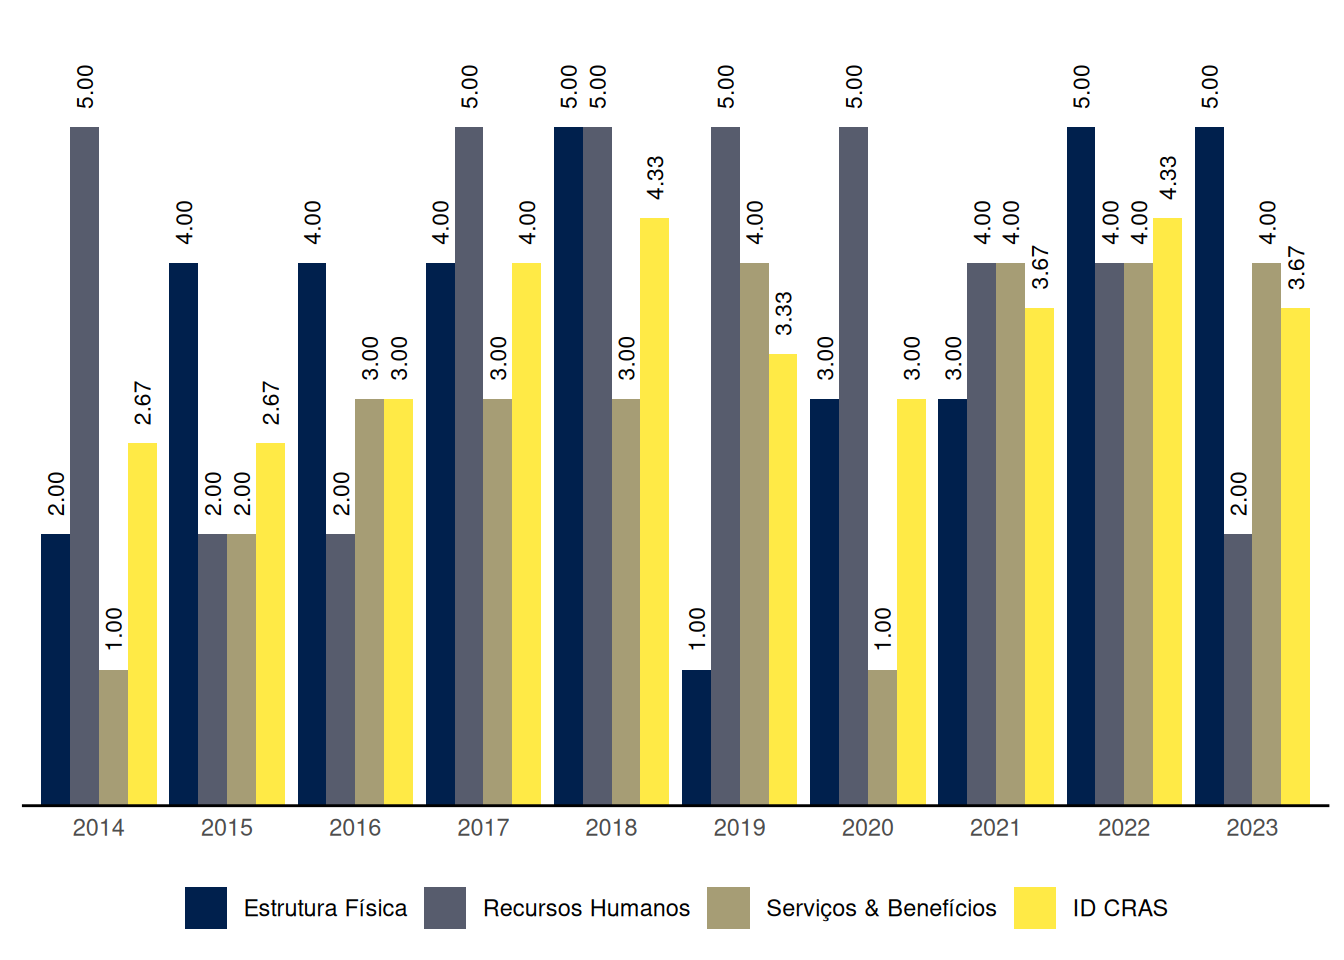 5.00 5.00 5.00 5.00 5.00 5.00 5.00 5.00
4.33 4.33
4.00 4.00 4.00 4.00 4.00 4.00 4.00 4.00 4.00 4.00
3.67 3.67
3.33
3.00 3.00 3.00 3.00 3.00 3.00 3.00
2.67 2.67
2.00 2.00 2.00 2.00 2.00
1.00 1.00 1.00
2014 2015 2016 2017 2018 2019 2020 2021 2022 2023
Estrutura Física Recursos Humanos Serviços & Benefícios ID CRAS